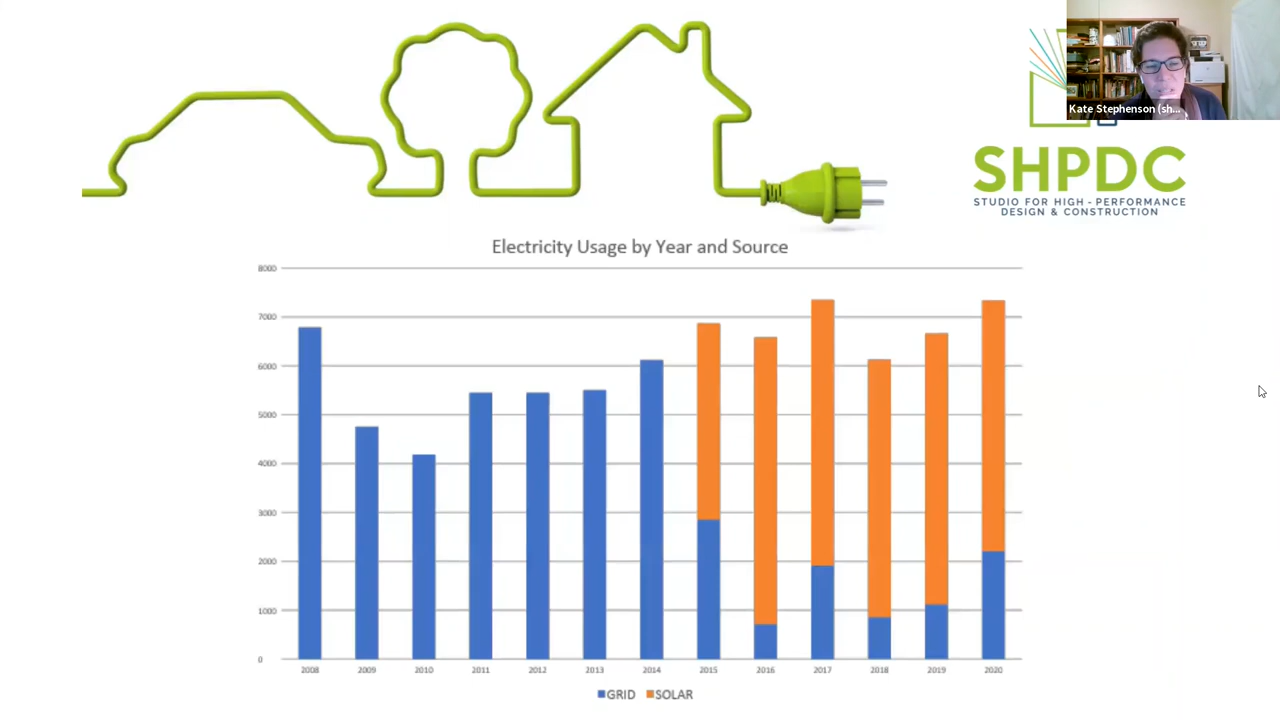 Kate Stephenson (sh...
SHPDC
STUDIO FOR HIGH - PERFORMANCE
DESIGN & CONSTRUCTION
Electricity Usage by Year and Source
8000
7000
6000
5000
4000
3000
2000
1000
0
2008 2009 2010 2011 2012 2013 2014 2015 2016 2017 2018 2019 2020
GRID SOLAR